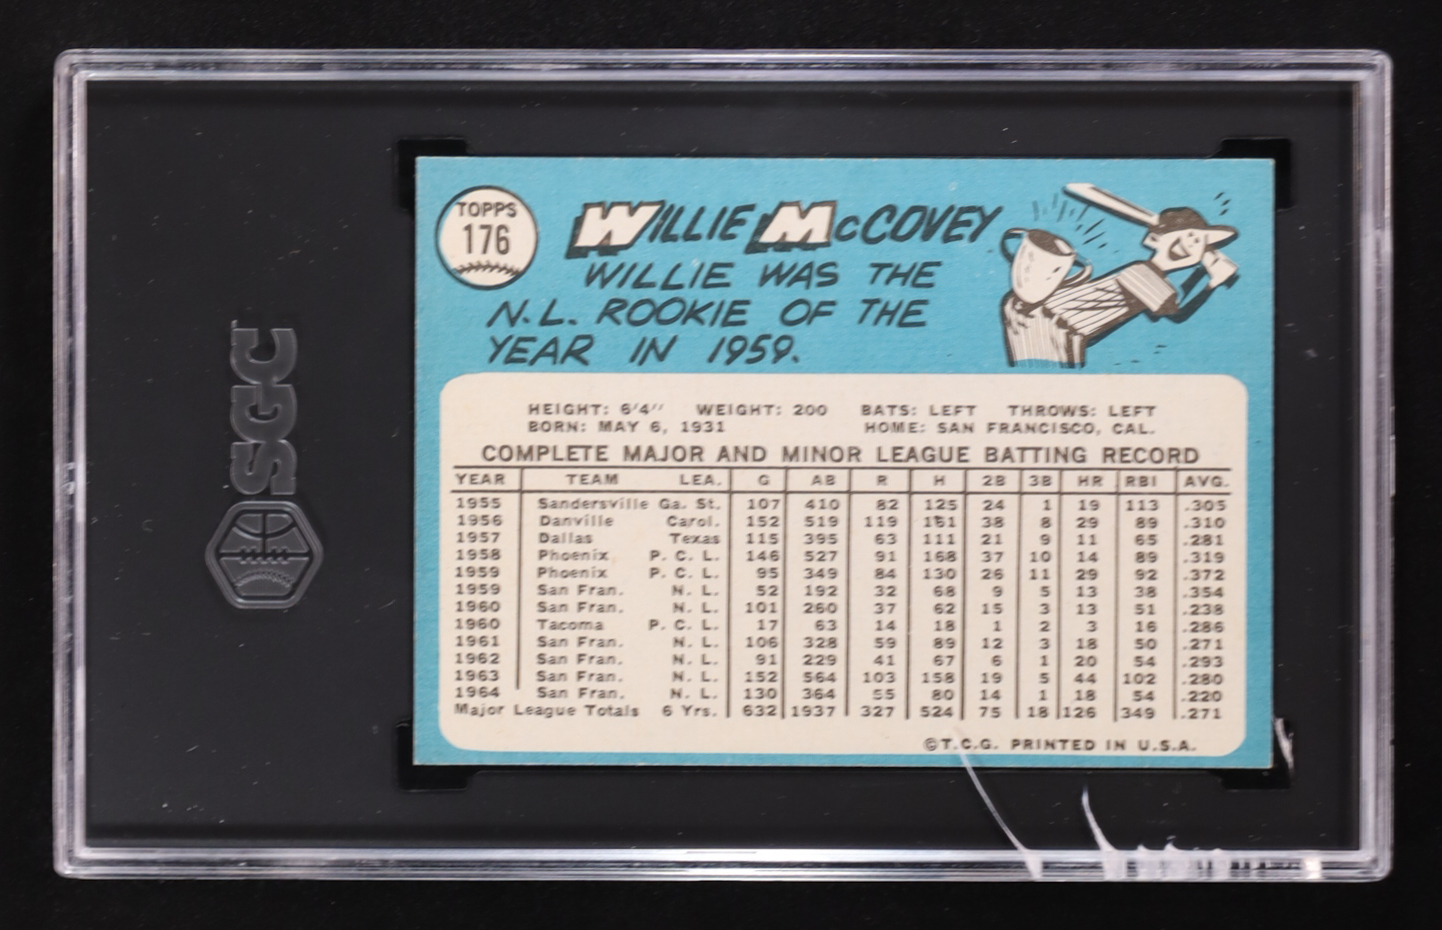 SGC
TOPPS
176
WILLIE McCOVEY
WILLIE WAS THE
N.L. ROOKIE OF THE
YEAR IN 1959.
HEIGHT: 6'4" WEIGHT: 200 BATS: LEFT THROWS: LEFT
BORN: MAY 6, 1931 HOME: SAN FRANCISCO, CAL.
COMPLETE MAJOR AND MINOR LEAGUE BATTING RECORD
YEAR TEAM LEA. G AB R H 2B 3B HR RBI AVG.
1955 Sandersville Ga. St. 107 410 82 125 24 1 19 113 .305
1956 Danville Carol. 152 519 119 161 38 8 29 89 .310
1957 Dallas Texas 115 395 63 111 21 9 11 65 .281
1958 Phoenix P. C. L. 146 527 91 168 37 10 14 89 .319
1959 Phoenix P. C. L. 95 349 84 130 26 11 29 92 .372
1959 San Fran. N. L. 52 192 32 68 9 5 13 38 .354
1960 San Fran. N. L. 101 260 37 62 15 3 13 51 .238
1960 Tacoma P. C. L. 17 63 14 18 1 2 3 16 .286
1961 San Fran. N. L. 106 328 59 89 12 3 18 50 .271
1962 San Fran. N. L. 91 229 41 67 6 1 20 54 .293
1963 San Fran. N. L. 152 564 103 158 19 5 44 102 .280
1964 San Fran. N. L. 130 364 55 80 14 1 18 54 .220
Major League Totals 6 Yrs. 632 1937 327 524 75 18 126 349 .271
©T.C.G. PRINTED IN U.S.A.